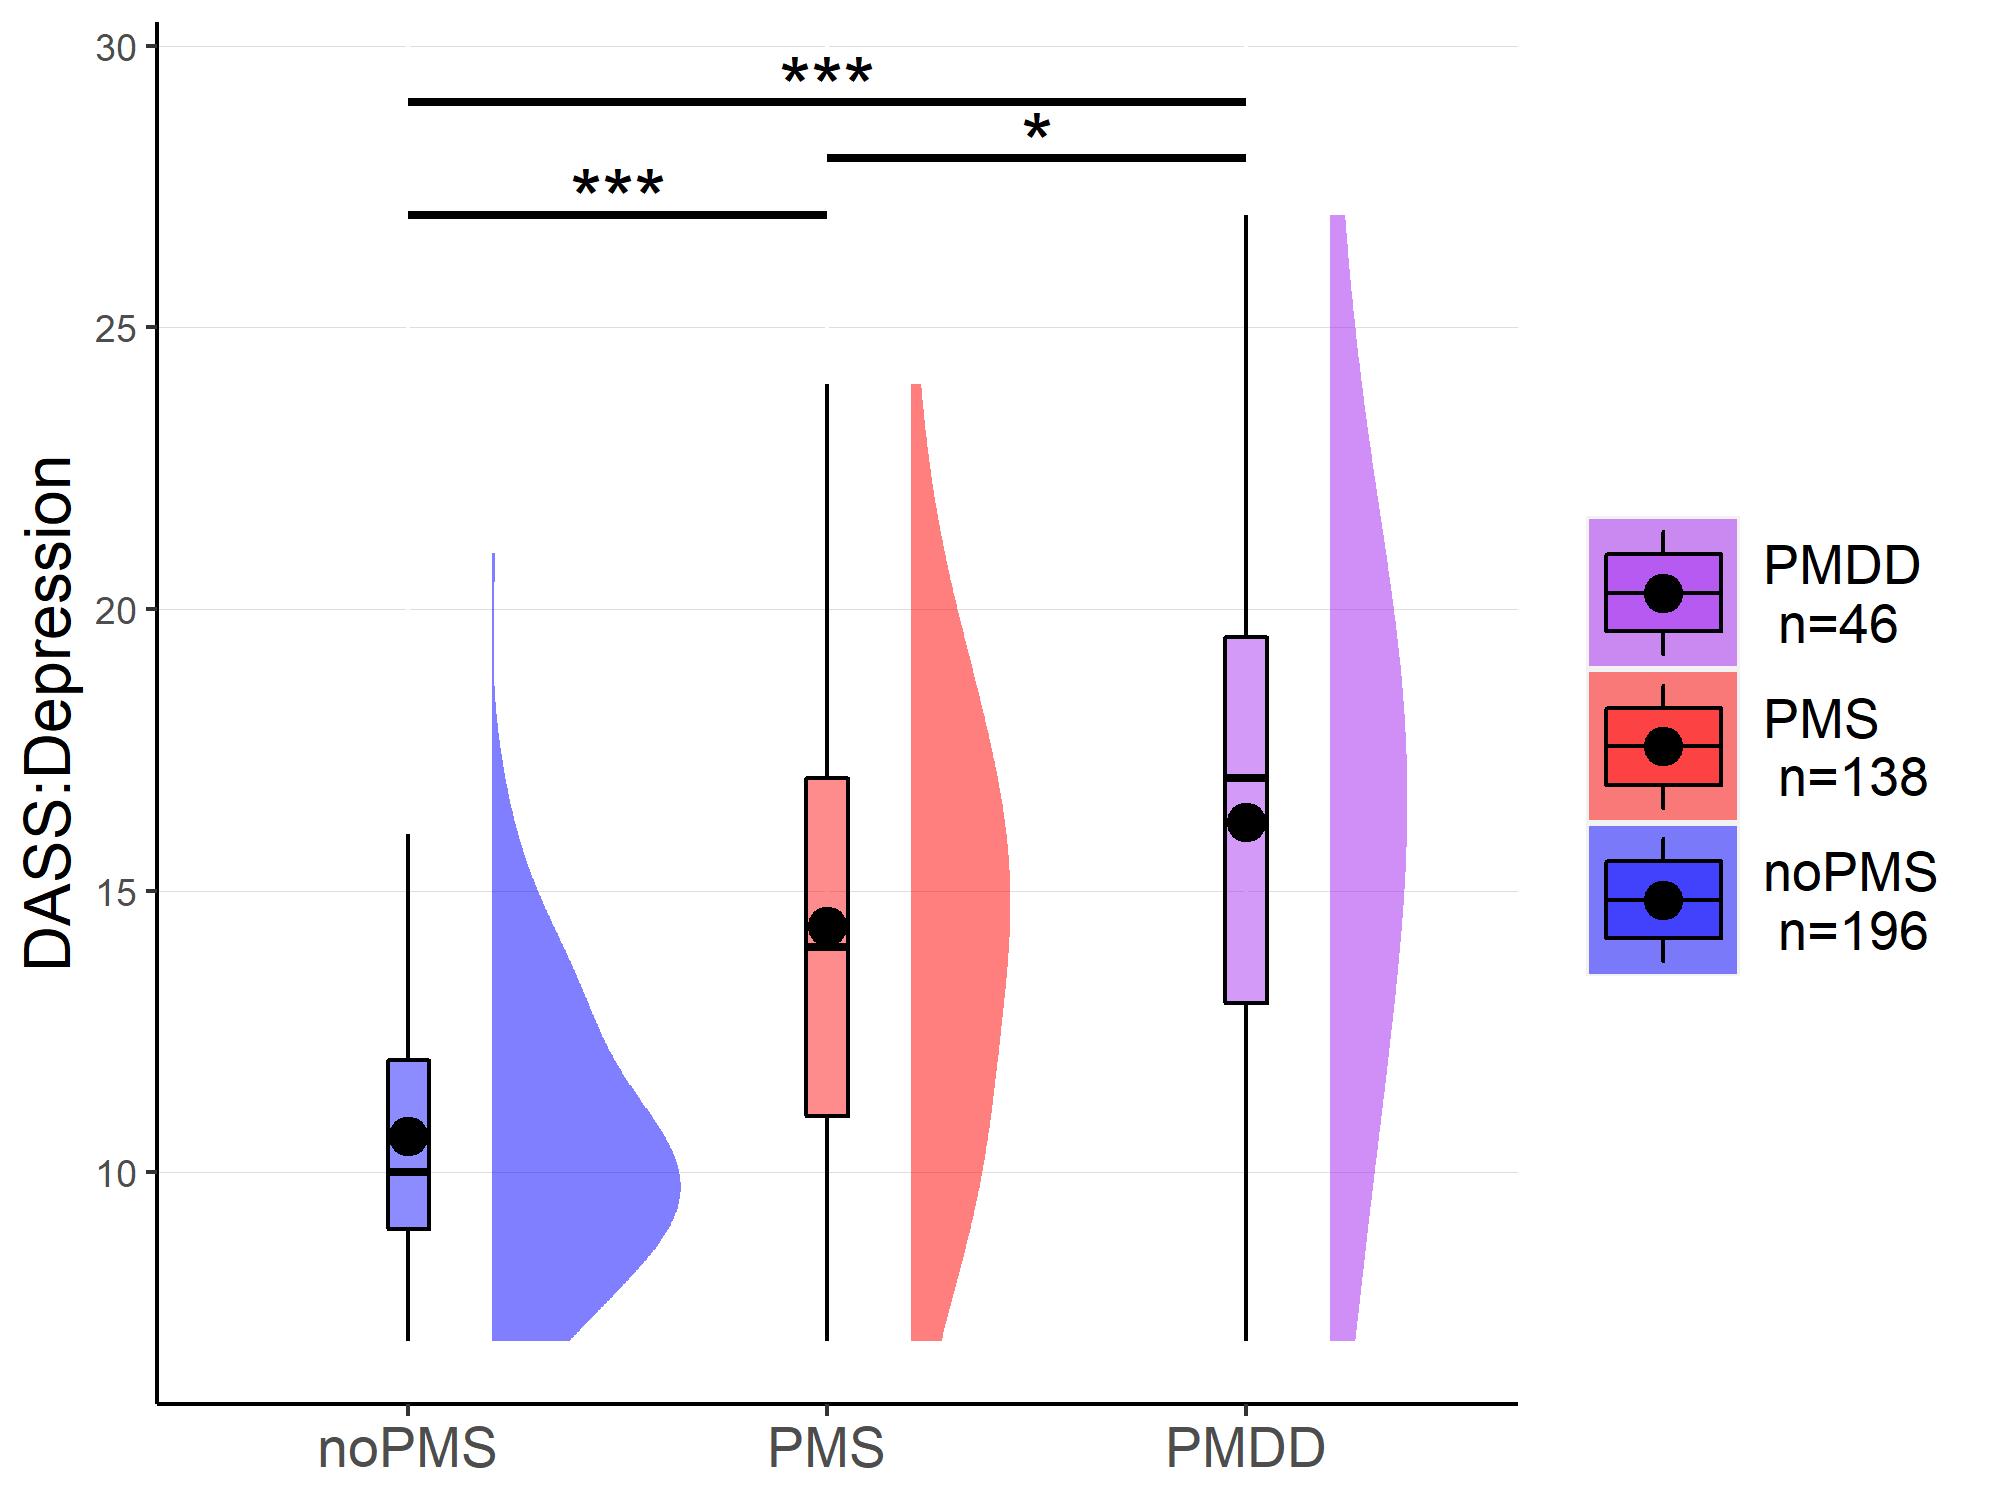 DASS:Depression
30
25
20
15
10
***
*
***
noPMS
PMS
PMDD
PMDD
n=46
PMS
n=138
noPMS
n=196